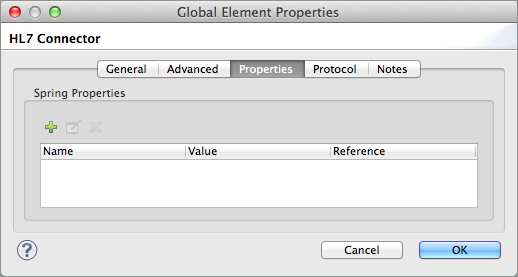 Global Element Properties
HL7 Connector
General Advanced Properties Protocol Notes
Spring Properties
Name Value Reference
? Cancel OK